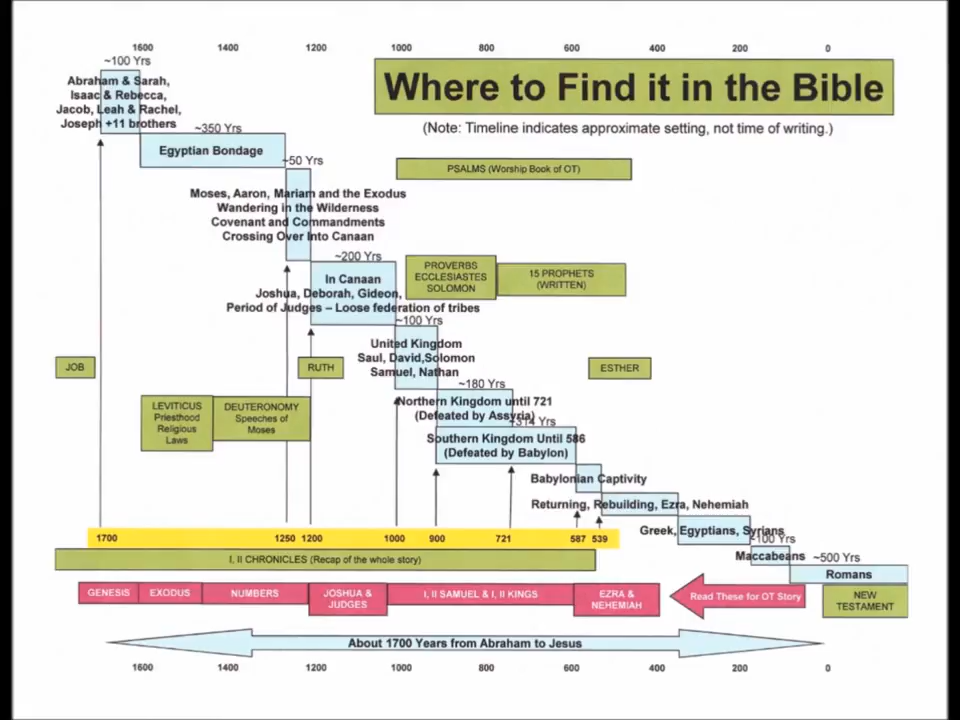 1600 1400 1200 1000 800 600 400 200 0
~100 Yrs
Where to Find it in the Bible
(Note: Timeline indicates approximate setting, not time of writing.)
Abraham & Sarah,
Isaac & Rebecca,
Jacob, Leah & Rachel,
Joseph +11 brothers
~350 Yrs
Egyptian Bondage
~50 Yrs
PSALMS (Worship Book of OT)
Moses, Aaron, Mariam and the Exodus
Wandering in the Wilderness
Covenant and Commandments
Crossing Over Into Canaan
~200 Yrs
In Canaan
Joshua, Deborah, Gideon,
Period of Judges – Loose federation of tribes
PROVERBS
ECCLESIASTES
SOLOMON
15 PROPHETS
(WRITTEN)
~100 Yrs
United Kingdom
Saul, David,Solomon
Samuel, Nathan
JOB
RUTH
ESTHER
~180 Yrs
Northern Kingdom until 721
(Defeated by Assyria)
LEVITICUS
Priesthood
Religious
Laws
DEUTERONOMY
Speeches of
Moses
~314 Yrs
Southern Kingdom Until 586
(Defeated by Babylon)
Babylonian Captivity
Returning, Rebuilding, Ezra, Nehemiah
Greek, Egyptians, Syrians
~100 Yrs
Maccabeans
~500 Yrs
Romans
1700 1250 1200 1000 900 721 587 539
I, II CHRONICLES (Recap of the whole story)
GENESIS
EXODUS
NUMBERS
JOSHUA &
JUDGES
I, II SAMUEL & I, II KINGS
EZRA &
NEHEMIAH
Read These for OT Story
NEW
TESTAMENT
About 1700 Years from Abraham to Jesus
1600 1400 1200 1000 800 600 400 200 0